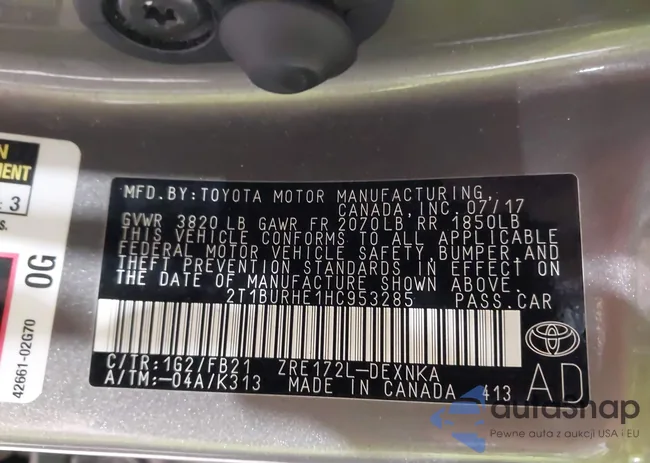 MFD.BY:TOYOTA MOTOR MANUFACTURING
CANADA, INC. 07/17
GVWR 3820 LB GAWR FR 2070LB RR 1850LB
THIS VEHICLE CONFORMS TO ALL APPLICABLE
FEDERAL MOTOR VEHICLE SAFETY, BUMPER, AND
THEFT PREVENTION STANDARDS IN EFFECT ON
THE DATE OF MANUFACTURE SHOWN ABOVE.
2T1BURHE1HC953285 PASS.CAR
C/TR:1G2/FB21 ZRE172L-DEXNKA
A/TM:-04A/K313 MADE IN CANADA 413
AD
3
s.
OG
42661-02G70
autoSnap
Pewne auta z aukcji USA i EU